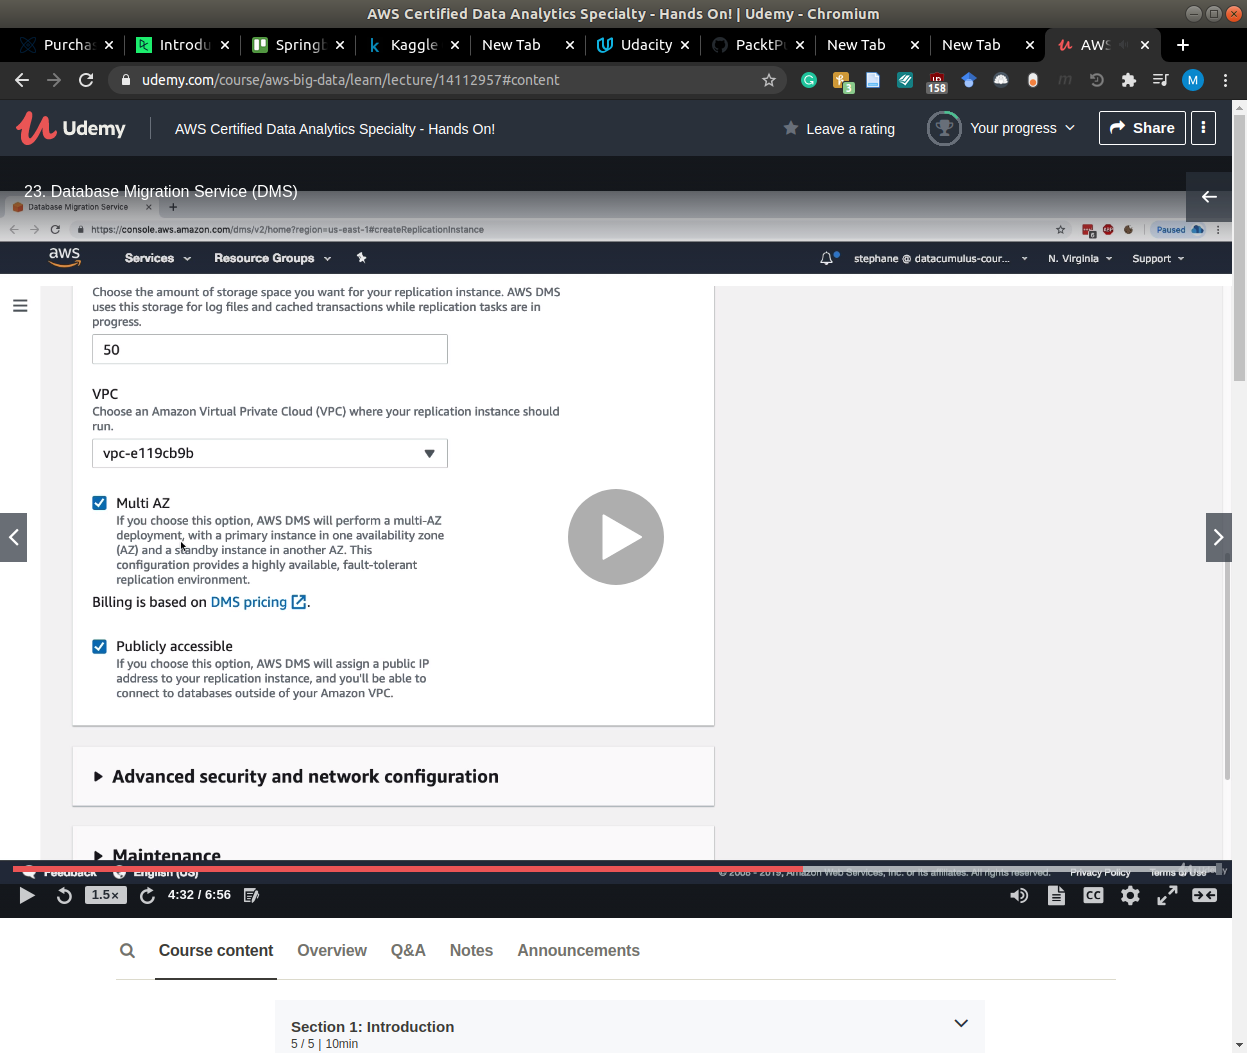 AWS Certified Data Analytics Specialty - Hands On! | Udemy - Chromium
Purcha
Introdu
Springb
Kaggle
New Tab
Udacity
PacktP
New Tab
New Tab
AWS
udemy.com/course/aws-big-data/learn/lecture/14112957#content
3
158
M
Udemy
AWS Certified Data Analytics Specialty - Hands On!
Leave a rating
Your progress
Share
23. Database Migration Service (DMS)
Database Migration Service
https://console.aws.amazon.com/dms/v2/home?region=us-east-1#createReplicationInstance
Paused
aws
Services
Resource Groups
stephane @ datacumulus-cour...
N. Virginia
Support
Choose the amount of storage space you want for your replication instance. AWS DMS
uses this storage for log files and cached transactions while replication tasks are in
progress.
50
VPC
Choose an Amazon Virtual Private Cloud (VPC) where your replication instance should
run.
vpc-e119cb9b
Multi AZ
If you choose this option, AWS DMS will perform a multi-AZ
deployment, with a primary instance in one availability zone
(AZ) and a standby instance in another AZ. This
configuration provides a highly available, fault-tolerant
replication environment.
Billing is based on DMS pricing.
Publicly accessible
If you choose this option, AWS DMS will assign a public IP
address to your replication instance, and you'll be able to
connect to databases outside of your Amazon VPC.
Advanced security and network configuration
Maintenance
Feedback
English (US)
© 2008 - 2019, Amazon Web Services, Inc. or its affiliates. All rights reserved.
Privacy Policy
Terms of Use
1.5×
4:32 / 6:56
CC
Course content
Overview
Q&A
Notes
Announcements
Section 1: Introduction
5 / 5 | 10min